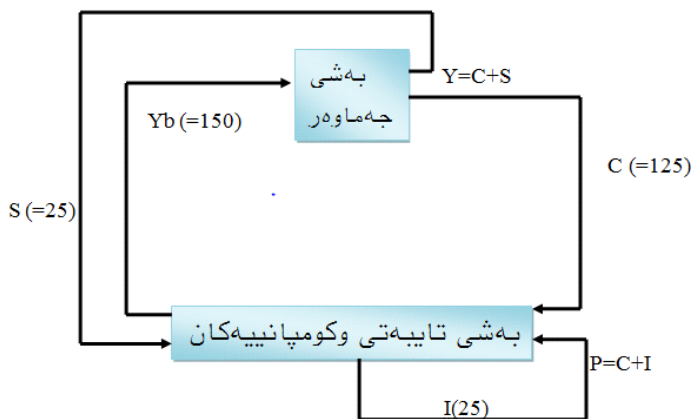 بەشی
جەماوەر
Y=C+S
Yb (=150)
C (=125)
S (=25)
بەشی تایبەتی وکومپانییەکان
P=C+I
I(25)